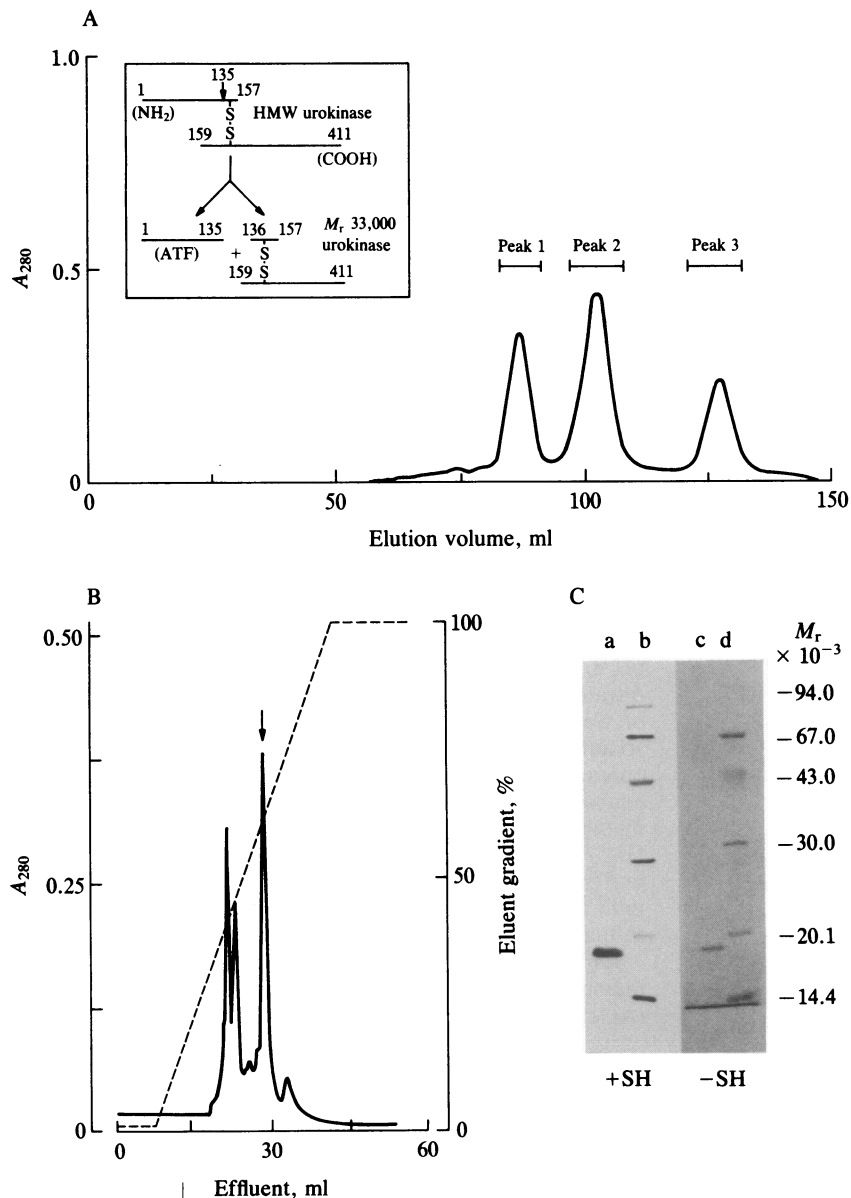 A
1.0
0.5
0
A280
0
50
100
150
Elution volume, ml
Peak 1
Peak 2
Peak 3
135
1
157
(NH2)
S
HMW urokinase
S
159
411
(COOH)
1
135
136
157
Mr 33,000
urokinase
(ATF)
+
S
S
159
411
B
0.50
0.25
0
A280
100
50
0
Eluent gradient, %
0
30
60
Effluent, ml
C
a b c d
Mr
× 10−3
−94.0
−67.0
−43.0
−30.0
−20.1
−14.4
+SH −SH